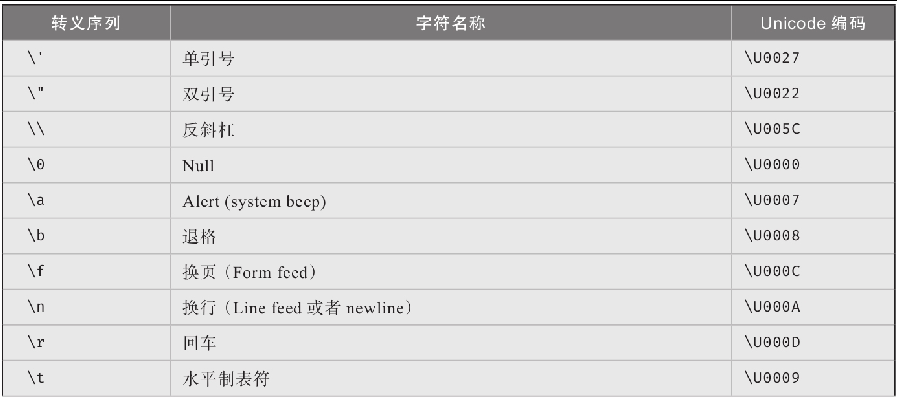 转义序列 字符名称 Unicode 编码
\' 单引号 \U0027
\" 双引号 \U0022
\\ 反斜杠 \U005C
\0 Null \U0000
\a Alert (system beep) \U0007
\b 退格 \U0008
\f 换页（Form feed） \U000C
\n 换行（Line feed 或者 newline） \U000A
\r 回车 \U000D
\t 水平制表符 \U0009